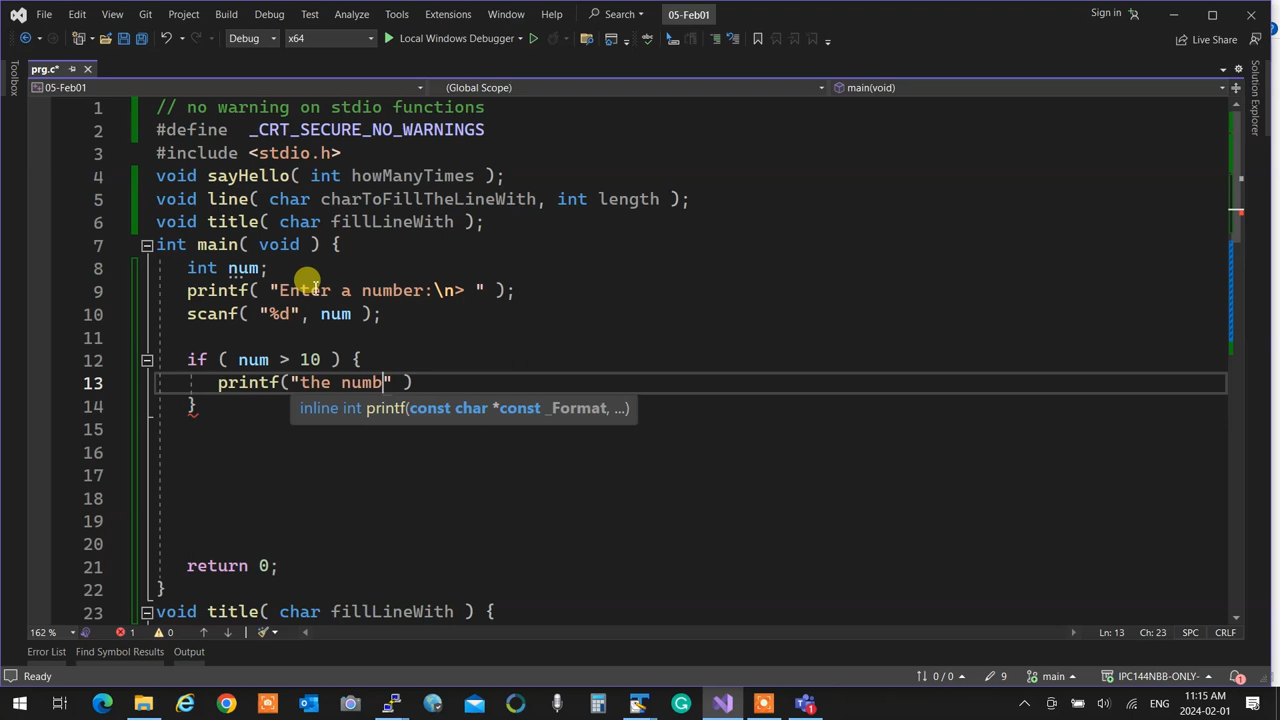 File Edit View Git Project Build Debug Test Analyze Tools Extensions Window Help Search 05-Feb01 Sign in
Debug x64 Local Windows Debugger Live Share
prg.c*
Toolbox
Solution Explorer
05-Feb01 (Global Scope) main(void)
1 // no warning on stdio functions
2 #define _CRT_SECURE_NO_WARNINGS
3 #include <stdio.h>
4 void sayHello( int howManyTimes );
5 void line( char charToFillTheLineWith, int length );
6 void title( char fillLineWith );
7 int main( void ) {
8 int num;
9 printf( "Enter a number:\n> " );
10 scanf( "%d", num );
11
12 if ( num > 10 ) {
13 printf("the numb" )
14 }
inline int printf(const char *const _Format, ...)
15
16
17
18
19
20
21 return 0;
22 }
23 void title( char fillLineWith ) {
162 % 1 0 Ln: 13 Ch: 23 SPC CRLF
Error List Find Symbol Results Output
Ready 0 / 0 9 main IPC144NBB-ONLY- 1
ENG 11:15 AM
2024-02-01